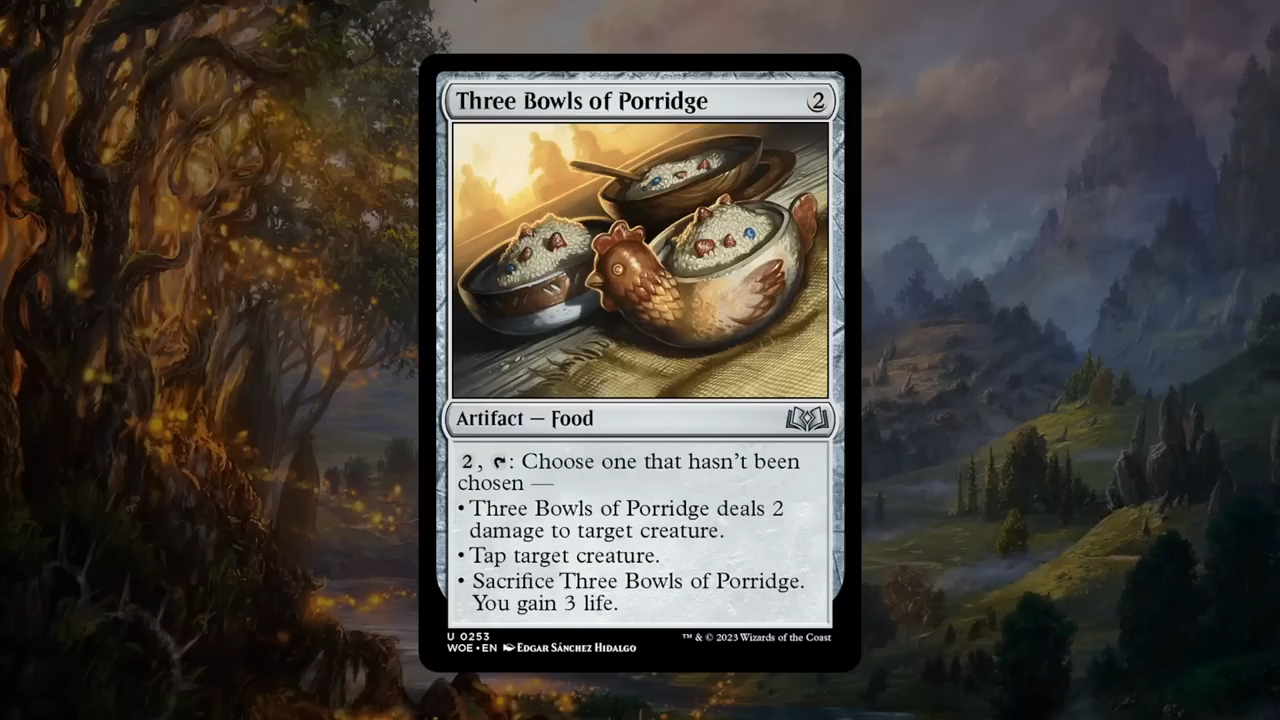 Three Bowls of Porridge 2
Artifact — Food
2, : Choose one that hasn't been
chosen —
• Three Bowls of Porridge deals 2
damage to target creature.
• Tap target creature.
• Sacrifice Three Bowls of Porridge.
You gain 3 life.
U 0253 ™ & © 2023 Wizards of the Coast
WOE • EN EDGAR SÁNCHEZ HIDALGO